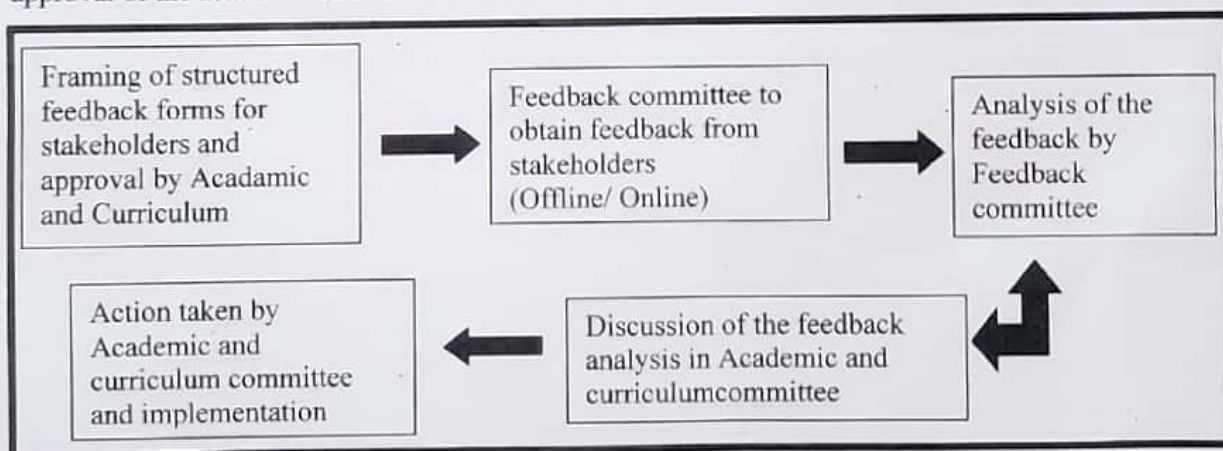 Framing of structured
feedback forms for
stakeholders and
approval by Acadamic
and Curriculum
Feedback committee to
obtain feedback from
stakeholders
(Offline/ Online)
Analysis of the
feedback by
Feedback
committee
Action taken by
Academic and
curriculum committee
and implementation
Discussion of the feedback
analysis in Academic and
curriculumcommittee